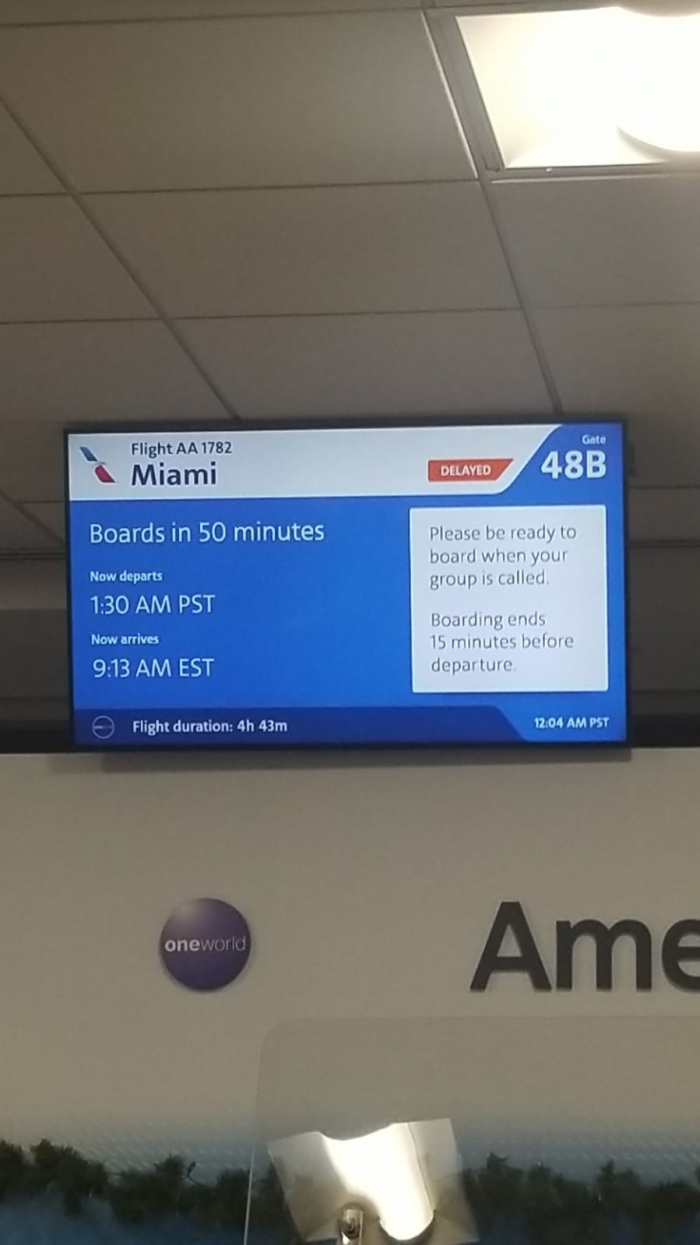 Flight AA 1782
Miami
DELAYED
Gate
48B
Boards in 50 minutes
Now departs
1:30 AM PST
Now arrives
9:13 AM EST
Please be ready to
board when your
group is called.
Boarding ends
15 minutes before
departure.
Flight duration: 4h 43m
12:04 AM PST
oneworld
Ame